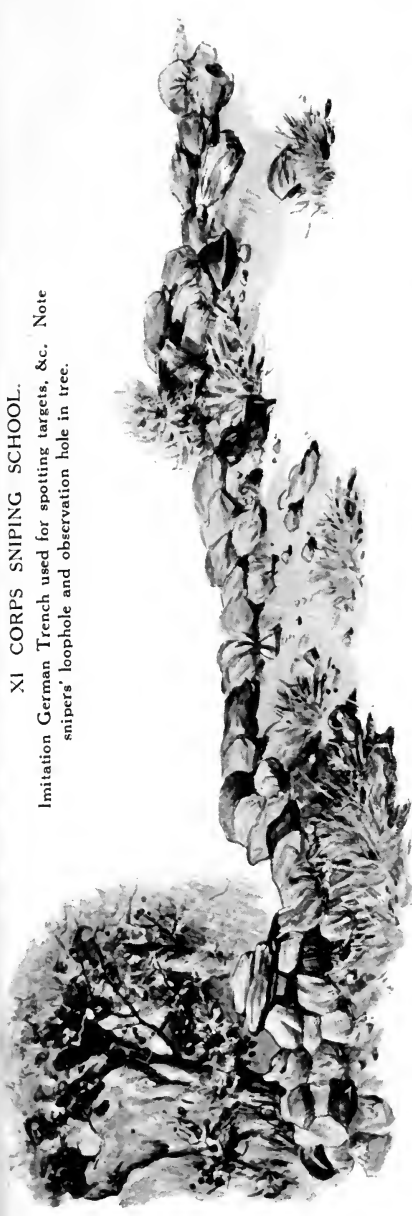 XI CORPS SNIPING SCHOOL.
Imitation German Trench used for spotting targets, &c. Note
snipers' loophole and observation hole in tree.